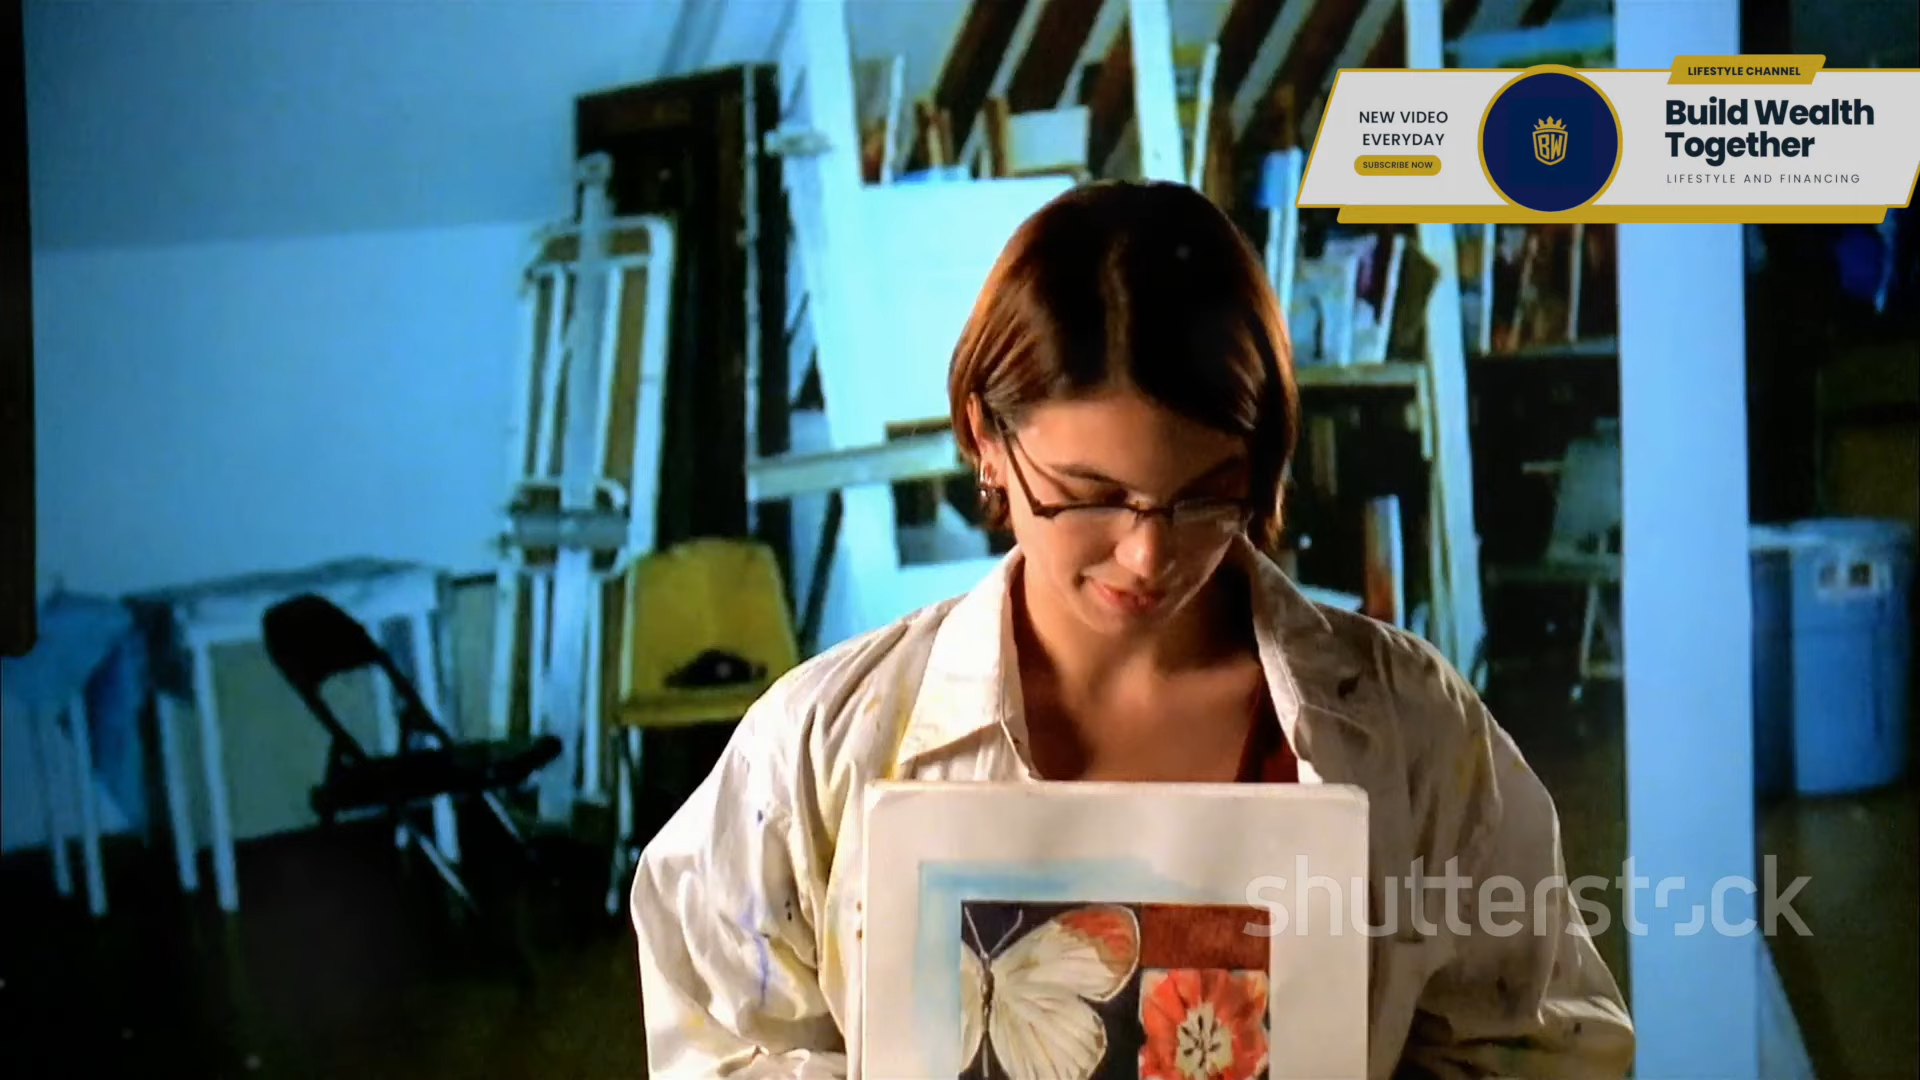 LIFESTYLE CHANNEL
NEW VIDEO
EVERYDAY
SUBSCRIBE NOW
BW
Build Wealth
Together
LIFESTYLE AND FINANCING
shutterstock